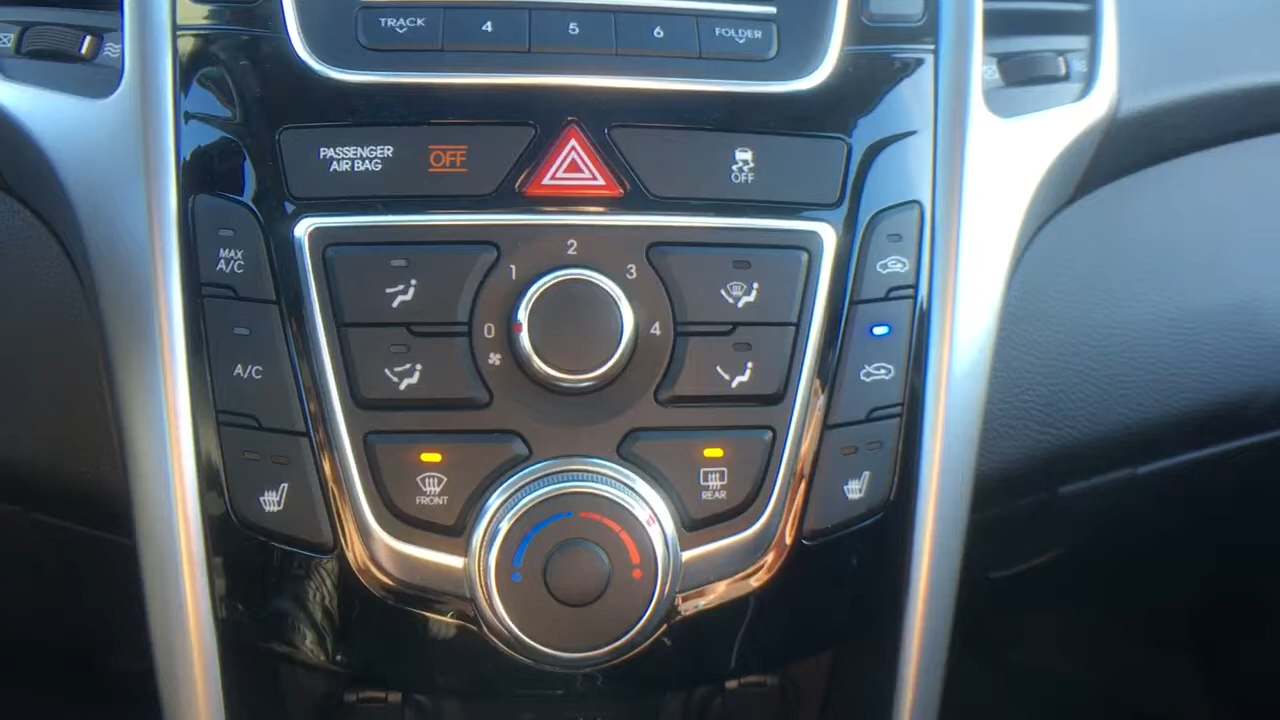 TRACK
4
5
6
FOLDER
PASSENGER
AIR BAG
OFF
OFF
MAX
A/C
A/C
0
1
2
3
4
FRONT
REAR